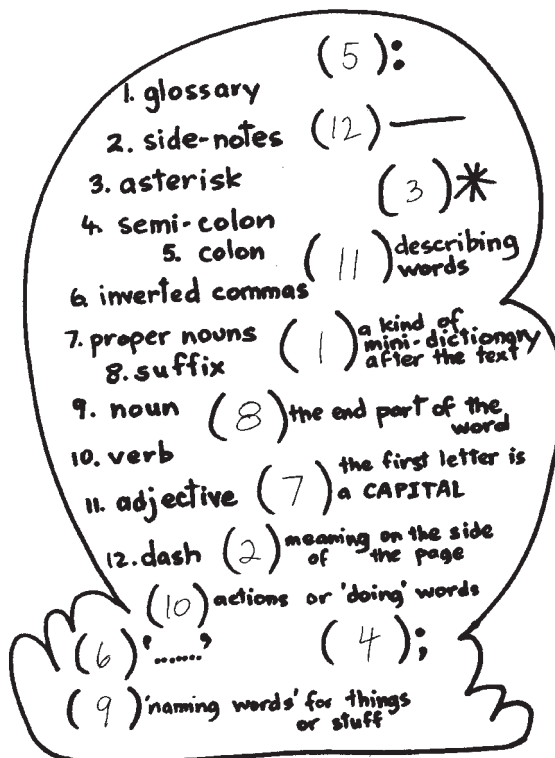 (5) :
1. glossary
2. side-notes (12) —
3. asterisk (3) *
4. semi-colon
5. colon (11) describing
words
6. inverted commas
7. proper nouns (1) a kind of
mini-dictionary
8. suffix after the text
9. noun (8) the end part of the
word
10. verb
11. adjective (7) the first letter is
a CAPITAL
12. dash (2) meaning on the side
of the page
(10) actions or 'doing' words
(6) '.......' (4) ;
(9) 'naming words' for things
or stuff